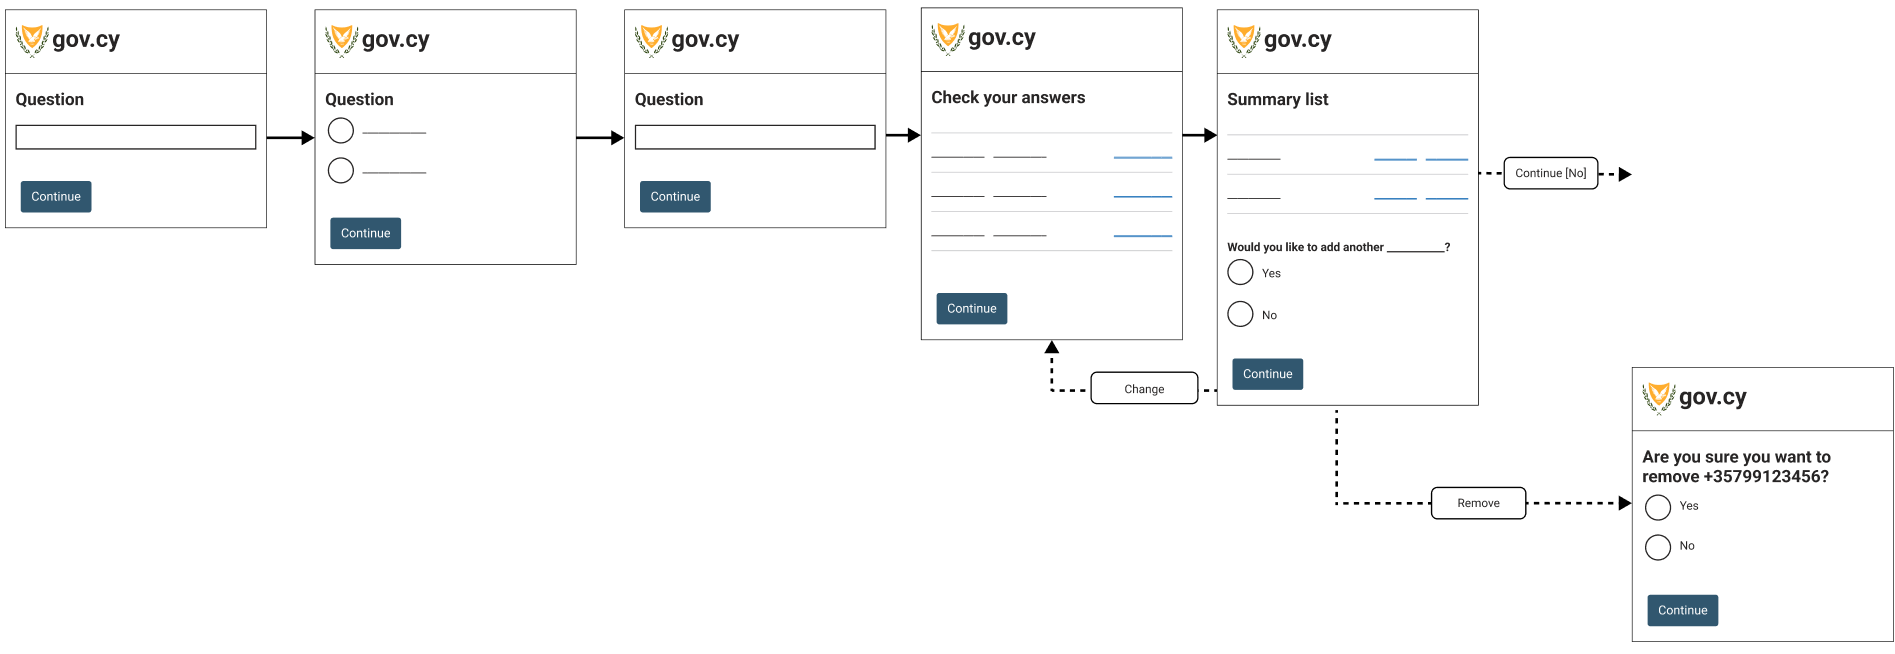 gov.cy
Question
Continue
gov.cy
Question
Continue
gov.cy
Question
Continue
gov.cy
Check your answers
Continue
gov.cy
Summary list
Would you like to add another _________?
Yes
No
Continue
Continue [No]
Change
Remove
gov.cy
Are you sure you want to
remove +35799123456?
Yes
No
Continue